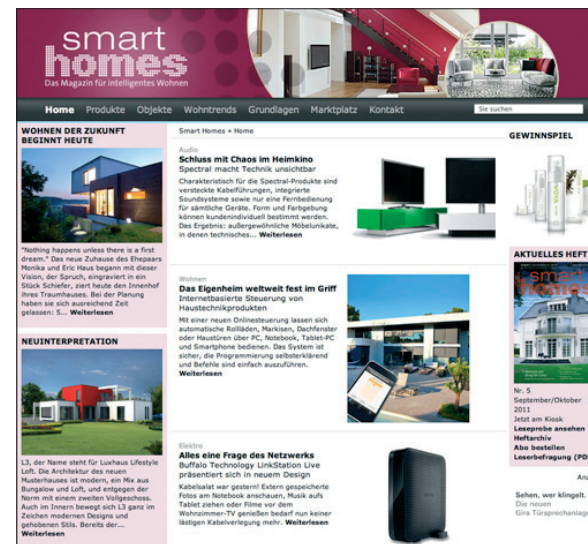 smart
homes
Das Magazin für intelligentes Wohnen
Home Produkte Objekte Wohntrends Grundlagen Marktplatz Kontakt
Sie suchen
WOHNEN DER ZUKUNFT
BEGINNT HEUTE
"Nothing happens unless there is a first
dream." Das neue Zuhause des Ehepaars
Monika und Eric Haus begann mit dieser
Vision, der Spruch, eingraviert in ein
Stück Schiefer, ziert heute den Innenhof
ihres Traumhauses. Bei der Planung
haben sie sich ausreichend Zeit
gelassen: 5... Weiterlesen
NEUINTERPRETATION
L3, der Name steht für Luxhaus Lifestyle
Loft. Die Architektur des neuen
Musterhauses ist modern, ein Mix aus
Bungalow und Loft, und entgegen der
Norm mit einem zweiten Vollgeschoss.
Auch im Innern bewegt sich L3 ganz im
Zeichen modernen Designs und
gehobenen Stils. Bereits der...
Weiterlesen
Smart Homes » Home
Audio
Schluss mit Chaos im Heimkino
Spectral macht Technik unsichtbar
Charakteristisch für die Spectral-Produkte sind
versteckte Kabelführungen, integrierte
Soundsysteme sowie nur eine Fernbedienung
für sämtliche Geräte. Form und Farbgebung
können kundenindividuell bestimmt werden.
Das Ergebnis: außergewöhnliche Möbelunikate,
in denen technisches... Weiterlesen
Wohnen
Das Eigenheim weltweit fest im Griff
Internetbasierte Steuerung von
Haustechnikprodukten
Mit einer neuen Onlinesteuerung lassen sich
automatische Rollläden, Markisen, Dachfenster
oder Haustüren über PC, Notebook, Tablet-PC
und Smartphone bedienen. Das System ist
sicher, die Programmierung selbsterklärend
und Befehle sind einfach auszuführen.
Weiterlesen
Elektro
Alles eine Frage des Netzwerks
Buffalo Technology LinkStation Live
präsentiert sich in neuem Design
Kabelsalat war gestern! Extern gespeicherte
Fotos am Notebook anschauen, Musik aufs
Tablet ziehen oder Filme vor dem
Wohnzimmer-TV genießen bedarf nun keiner
lästigen Kabelverlegung mehr. Weiterlesen
GEWINNSPIEL
AKTUELLES HEFT
smart
homes
Nr. 5
September/Oktober
2011
Jetzt am Kiosk
Leseprobe ansehen
Heftarchiv
Abo bestellen
Leserbefragung (PD
Anz
Sehen, wer klingelt.
Die neuen
Gira Türsprechanlage